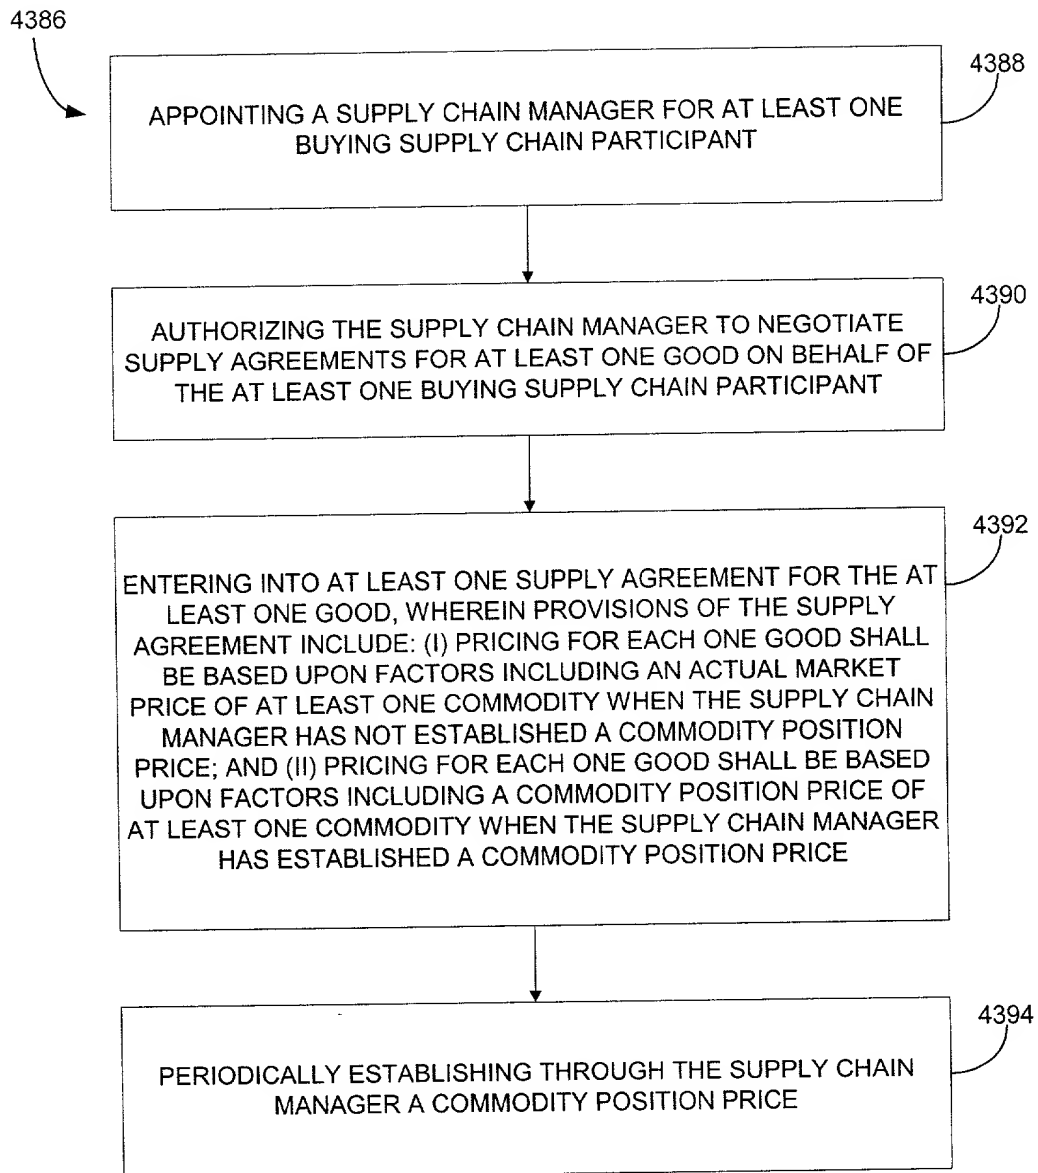 4386
4388
APPOINTING A SUPPLY CHAIN MANAGER FOR AT LEAST ONE
BUYING SUPPLY CHAIN PARTICIPANT
4390
AUTHORIZING THE SUPPLY CHAIN MANAGER TO NEGOTIATE
SUPPLY AGREEMENTS FOR AT LEAST ONE GOOD ON BEHALF OF
THE AT LEAST ONE BUYING SUPPLY CHAIN PARTICIPANT
4392
ENTERING INTO AT LEAST ONE SUPPLY AGREEMENT FOR THE AT
LEAST ONE GOOD, WHEREIN PROVISIONS OF THE SUPPLY
AGREEMENT INCLUDE: (I) PRICING FOR EACH ONE GOOD SHALL
BE BASED UPON FACTORS INCLUDING AN ACTUAL MARKET
PRICE OF AT LEAST ONE COMMODITY WHEN THE SUPPLY CHAIN
MANAGER HAS NOT ESTABLISHED A COMMODITY POSITION
PRICE; AND (II) PRICING FOR EACH ONE GOOD SHALL BE BASED
UPON FACTORS INCLUDING A COMMODITY POSITION PRICE OF
AT LEAST ONE COMMODITY WHEN THE SUPPLY CHAIN MANAGER
HAS ESTABLISHED A COMMODITY POSITION PRICE
4394
PERIODICALLY ESTABLISHING THROUGH THE SUPPLY CHAIN
MANAGER A COMMODITY POSITION PRICE